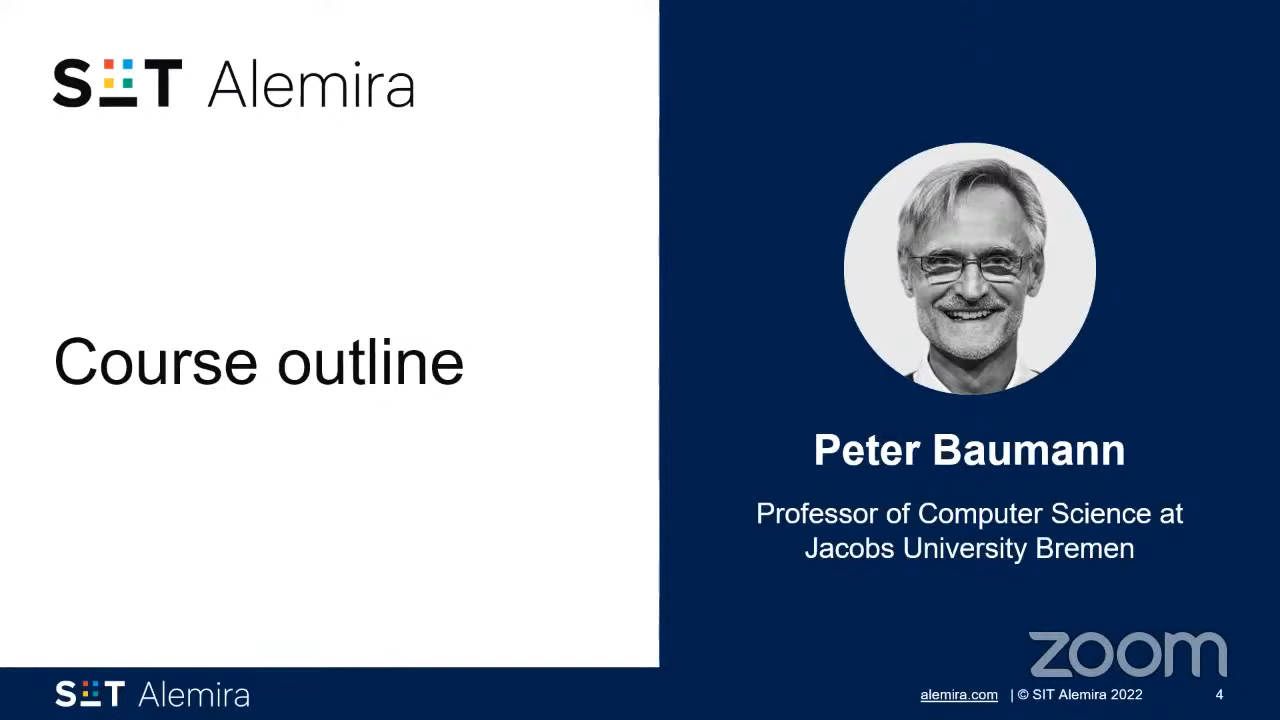 SIT Alemira
Course outline
Peter Baumann
Professor of Computer Science at
Jacobs University Bremen
zoom
SIT Alemira
alemira.com | © SIT Alemira 2022 4